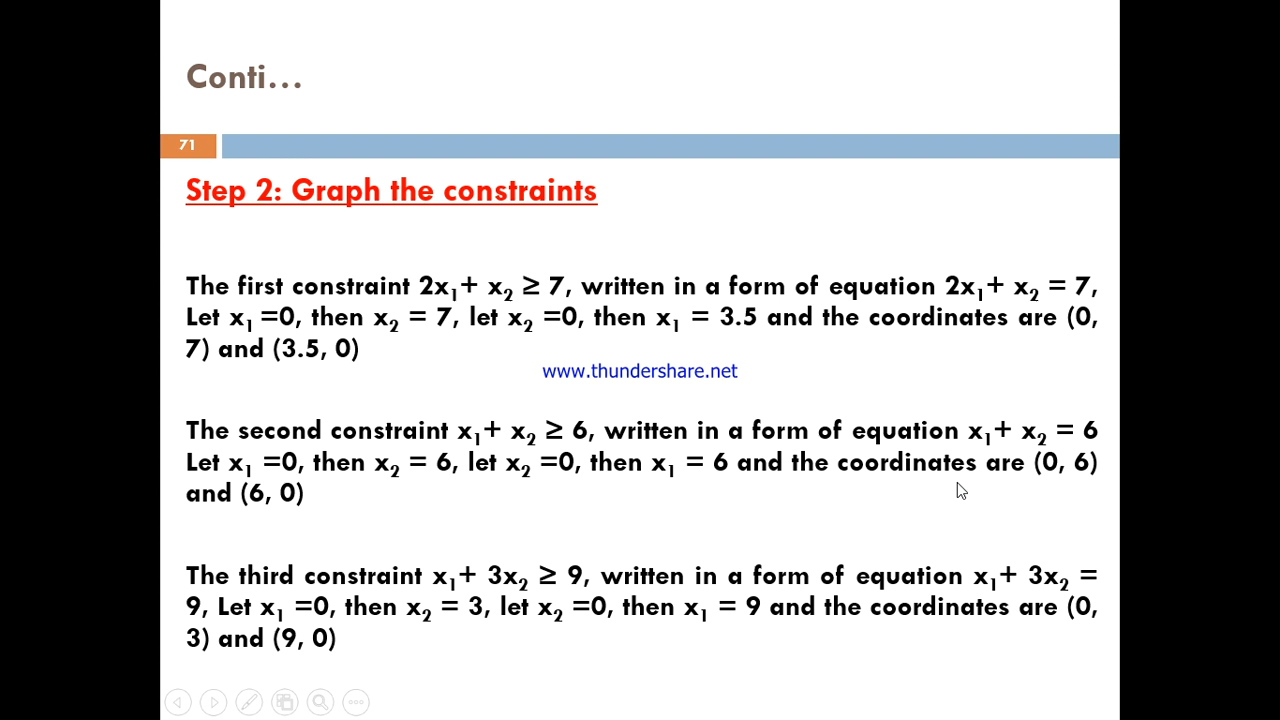 Conti...
71
Step 2: Graph the constraints
The first constraint 2x₁+ x₂ ≥ 7, written in a form of equation 2x₁+ x₂ = 7,
Let x₁ =0, then x₂ = 7, let x₂ =0, then x₁ = 3.5 and the coordinates are (0,
7) and (3.5, 0)
www.thundershare.net
The second constraint x₁+ x₂ ≥ 6, written in a form of equation x₁+ x₂ = 6
Let x₁ =0, then x₂ = 6, let x₂ =0, then x₁ = 6 and the coordinates are (0, 6)
and (6, 0)
The third constraint x₁+ 3x₂ ≥ 9, written in a form of equation x₁+ 3x₂ =
9, Let x₁ =0, then x₂ = 3, let x₂ =0, then x₁ = 9 and the coordinates are (0,
3) and (9, 0)